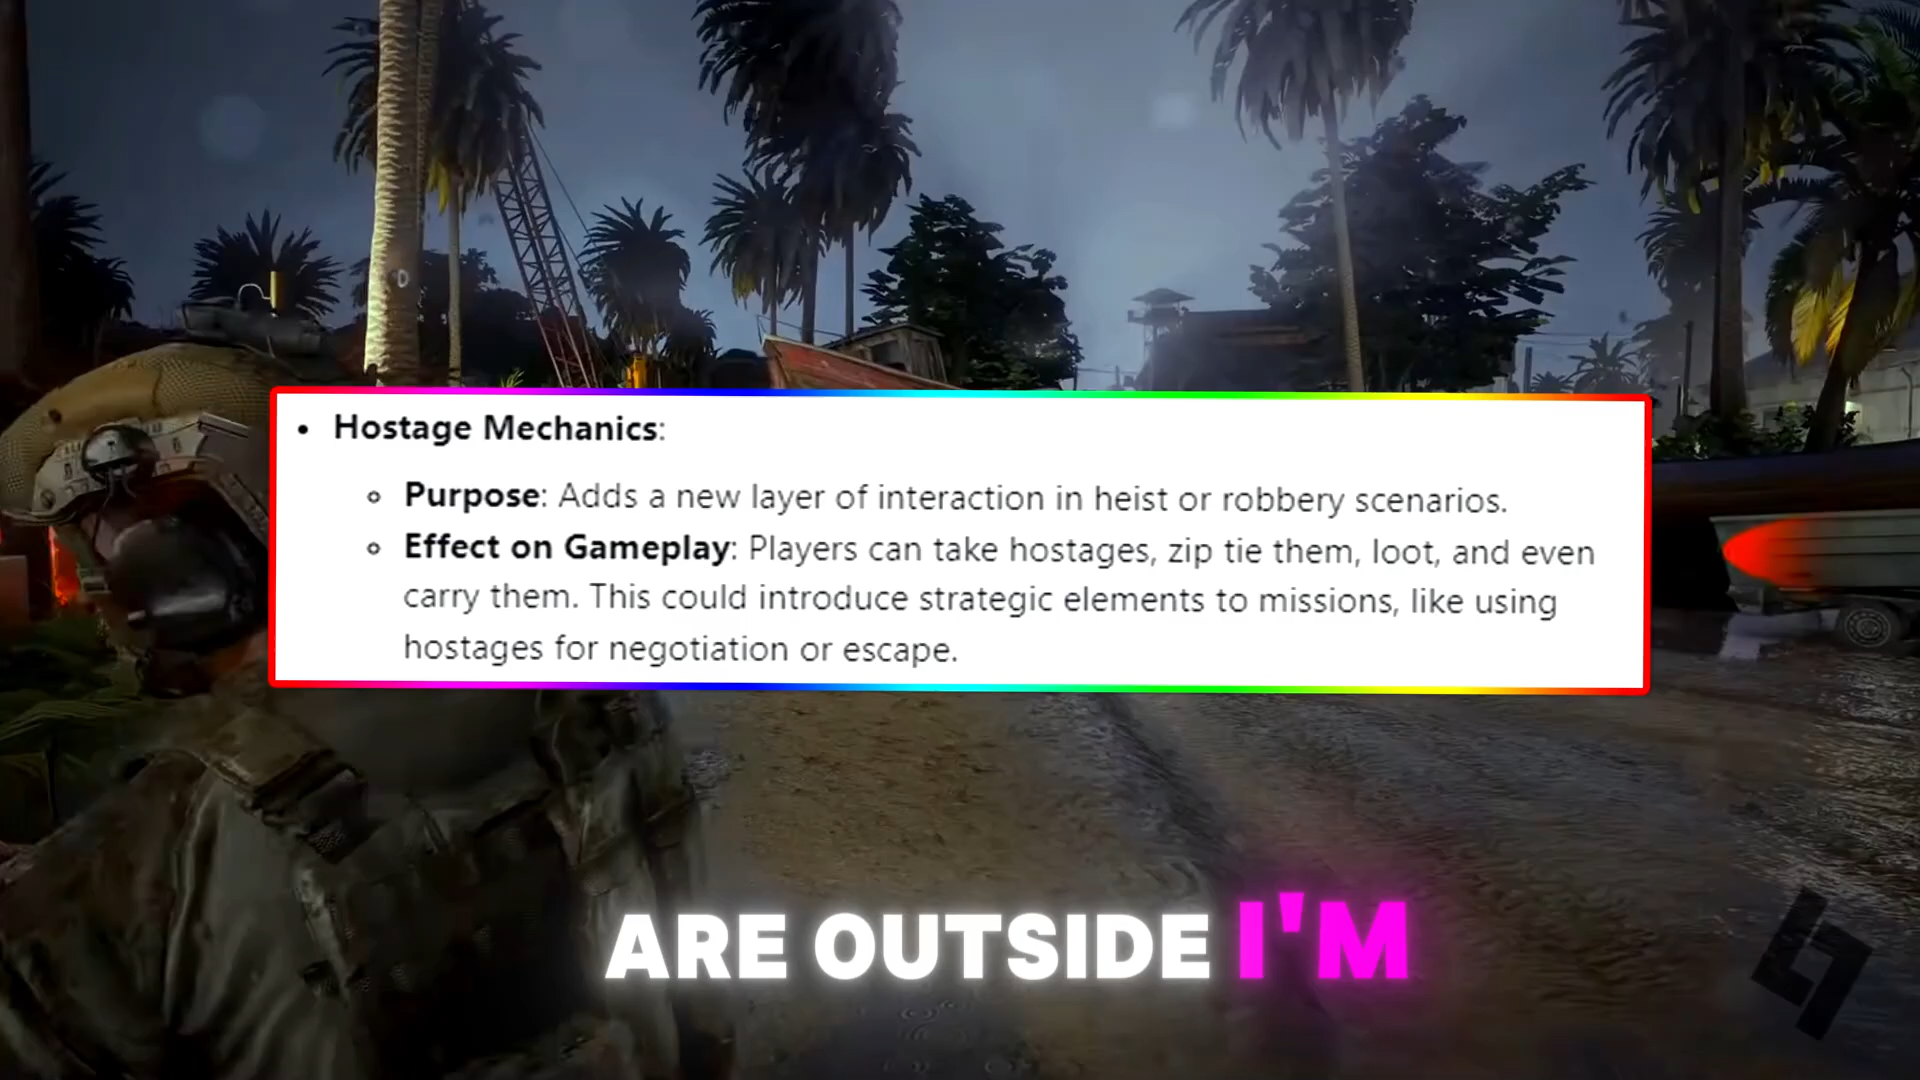 • Hostage Mechanics:
◦ Purpose: Adds a new layer of interaction in heist or robbery scenarios.
◦ Effect on Gameplay: Players can take hostages, zip tie them, loot, and even
carry them. This could introduce strategic elements to missions, like using
hostages for negotiation or escape.
ARE OUTSIDE I'M